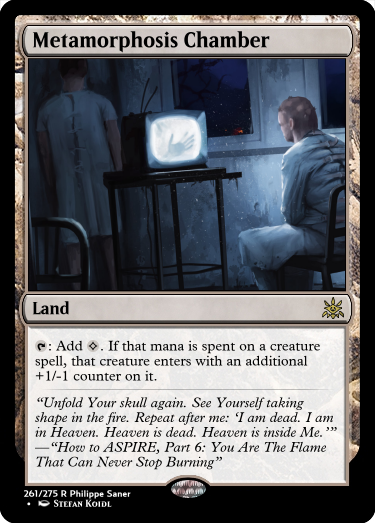 Metamorphosis Chamber
Land
: Add . If that mana is spent on a creature
spell, that creature enters with an additional
+1/-1 counter on it.
“Unfold Your skull again. See Yourself taking
shape in the fire. Repeat after me: ‘I am dead. I am
in Heaven. Heaven is dead. Heaven is inside Me.’”
—“How to ASPIRE, Part 6: You Are The Flame
That Can Never Stop Burning”
261/275 R Philippe Saner
• Stefan Koidl